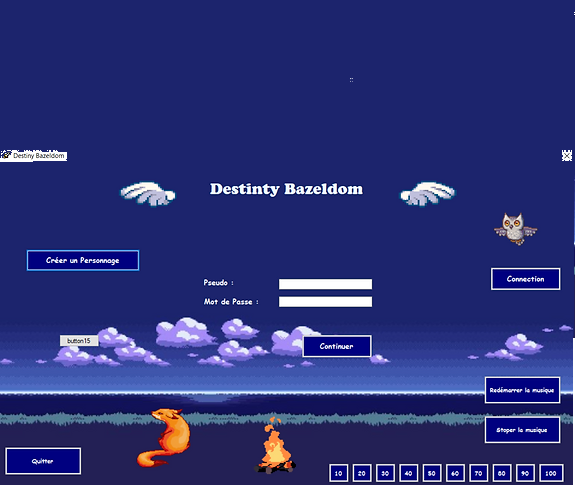 Destiny Bazeldom
Destinty Bazeldom
Créer un Personnage
Connection
Pseudo :
Mot de Passe :
button15
Continuer
Redémarrer la musique
Stoper la musique
Quitter
10 20 30 40 50 60 70 80 90 100